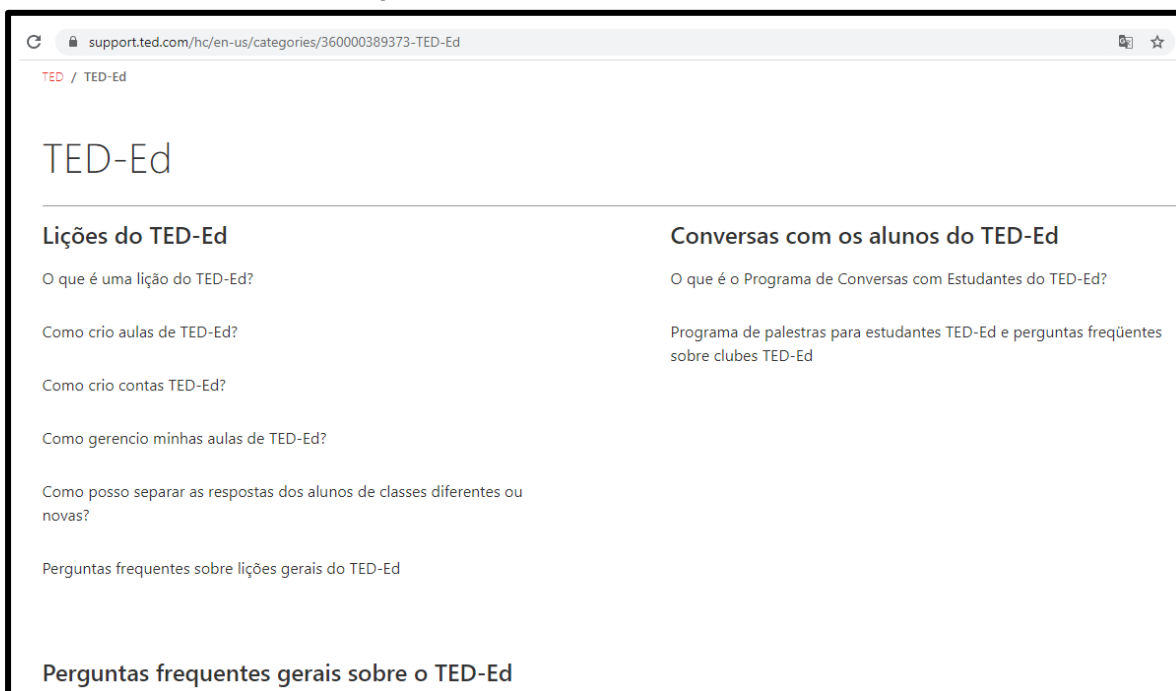 support.ted.com/hc/en-us/categories/360000389373-TED-Ed
TED / TED-Ed
TED-Ed
Lições do TED-Ed
O que é uma lição do TED-Ed?
Como crio aulas de TED-Ed?
Como crio contas TED-Ed?
Como gerencio minhas aulas de TED-Ed?
Como posso separar as respostas dos alunos de classes diferentes ou
novas?
Perguntas frequentes sobre lições gerais do TED-Ed
Conversas com os alunos do TED-Ed
O que é o Programa de Conversas com Estudantes do TED-Ed?
Programa de palestras para estudantes TED-Ed e perguntas freqüentes
sobre clubes TED-Ed
Perguntas frequentes gerais sobre o TED-Ed